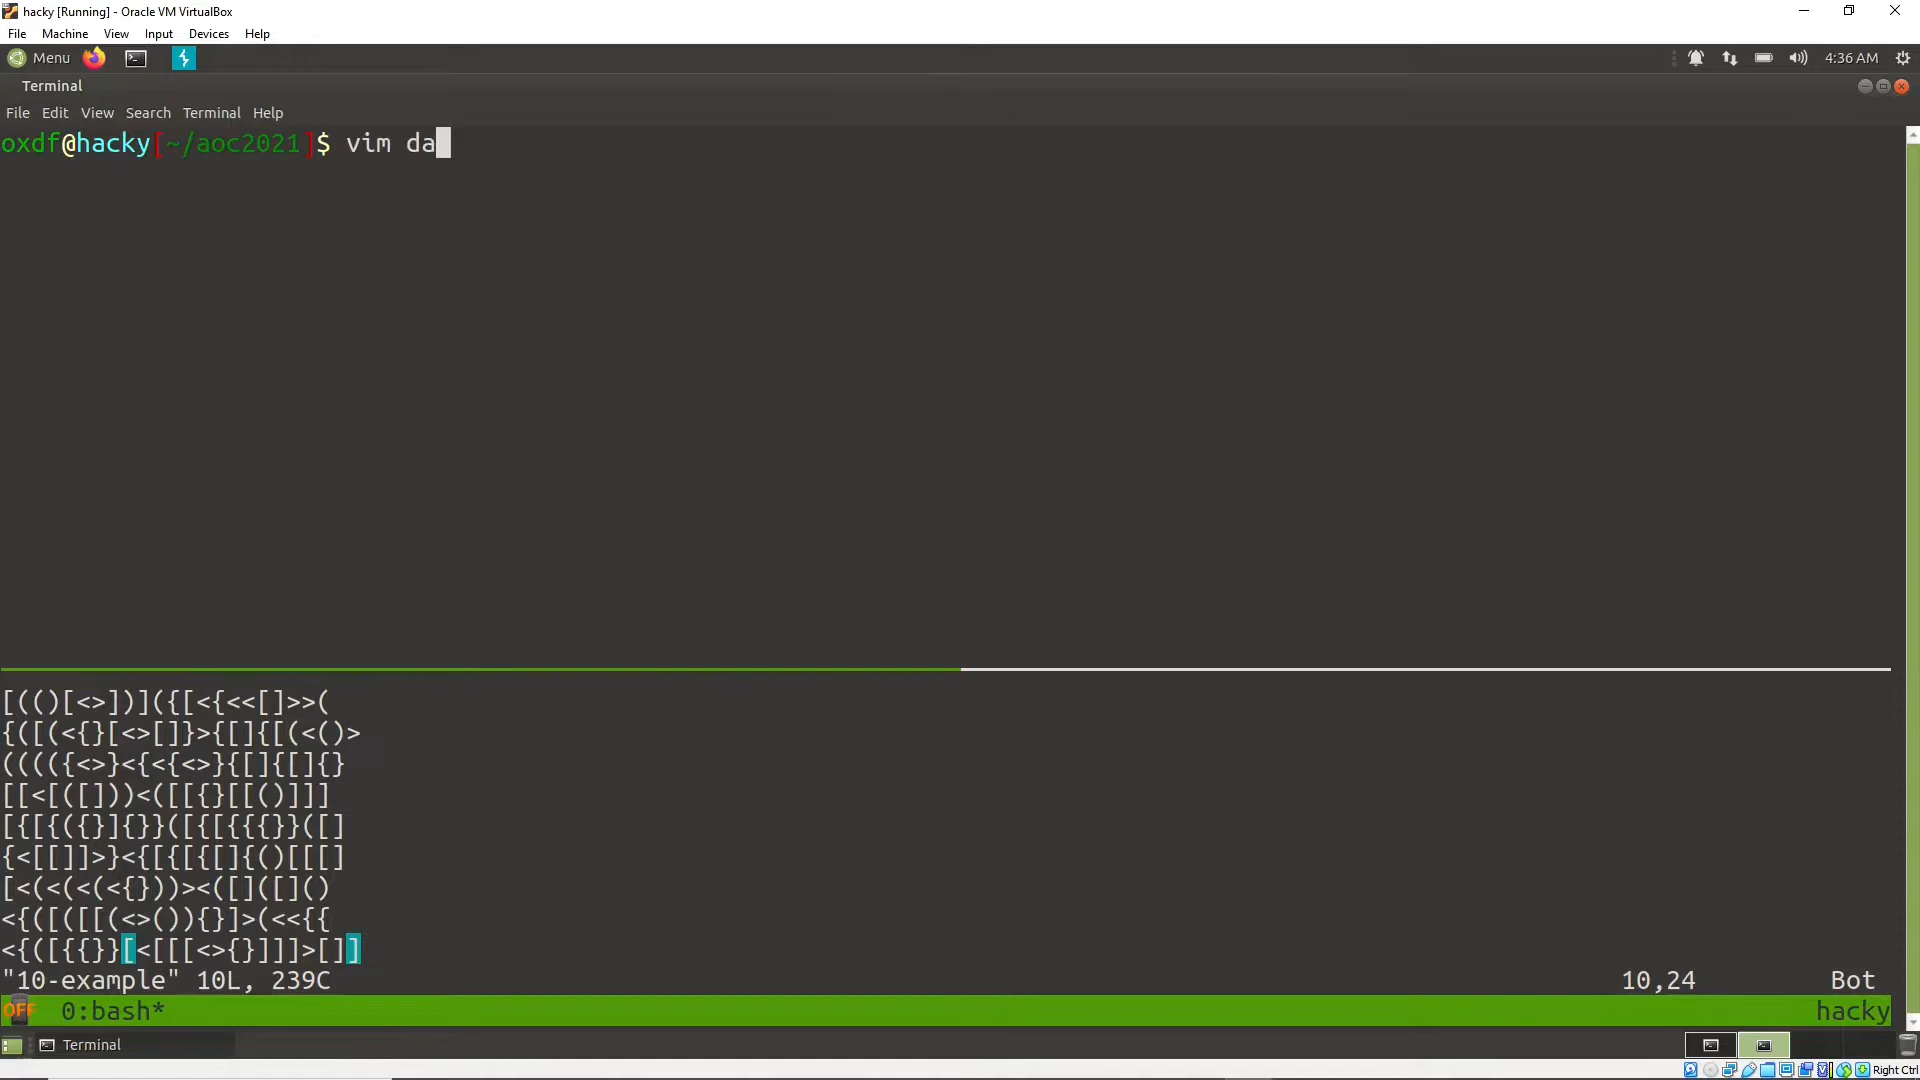 hacky [Running] - Oracle VM VirtualBox
File Machine View Input Devices Help
Menu
4:36 AM
Terminal
File Edit View Search Terminal Help
oxdf@hacky[~/aoc2021]$ vim da
[(()[<>])]({[<{<<[]>>(
{([(<{}[<>[]}>{[]{[(<()>
(((({<>}<{<{<>}{[]{[]{}
[[<[([]))<([[{}[[()]]]
[{[{({}]{}}([{[{{{}}([]
{<[[]]>}<{[{[{[]{()[[[]
[<(<(<(<{}))><([]([]()
<{([([[(<>()){}]>(<<{{
<{([{{}}[<[[[<>{}]]]>[]]
"10-example" 10L, 239C
10,24
Bot
OFF
0:bash*
hacky
Terminal
Right Ctrl